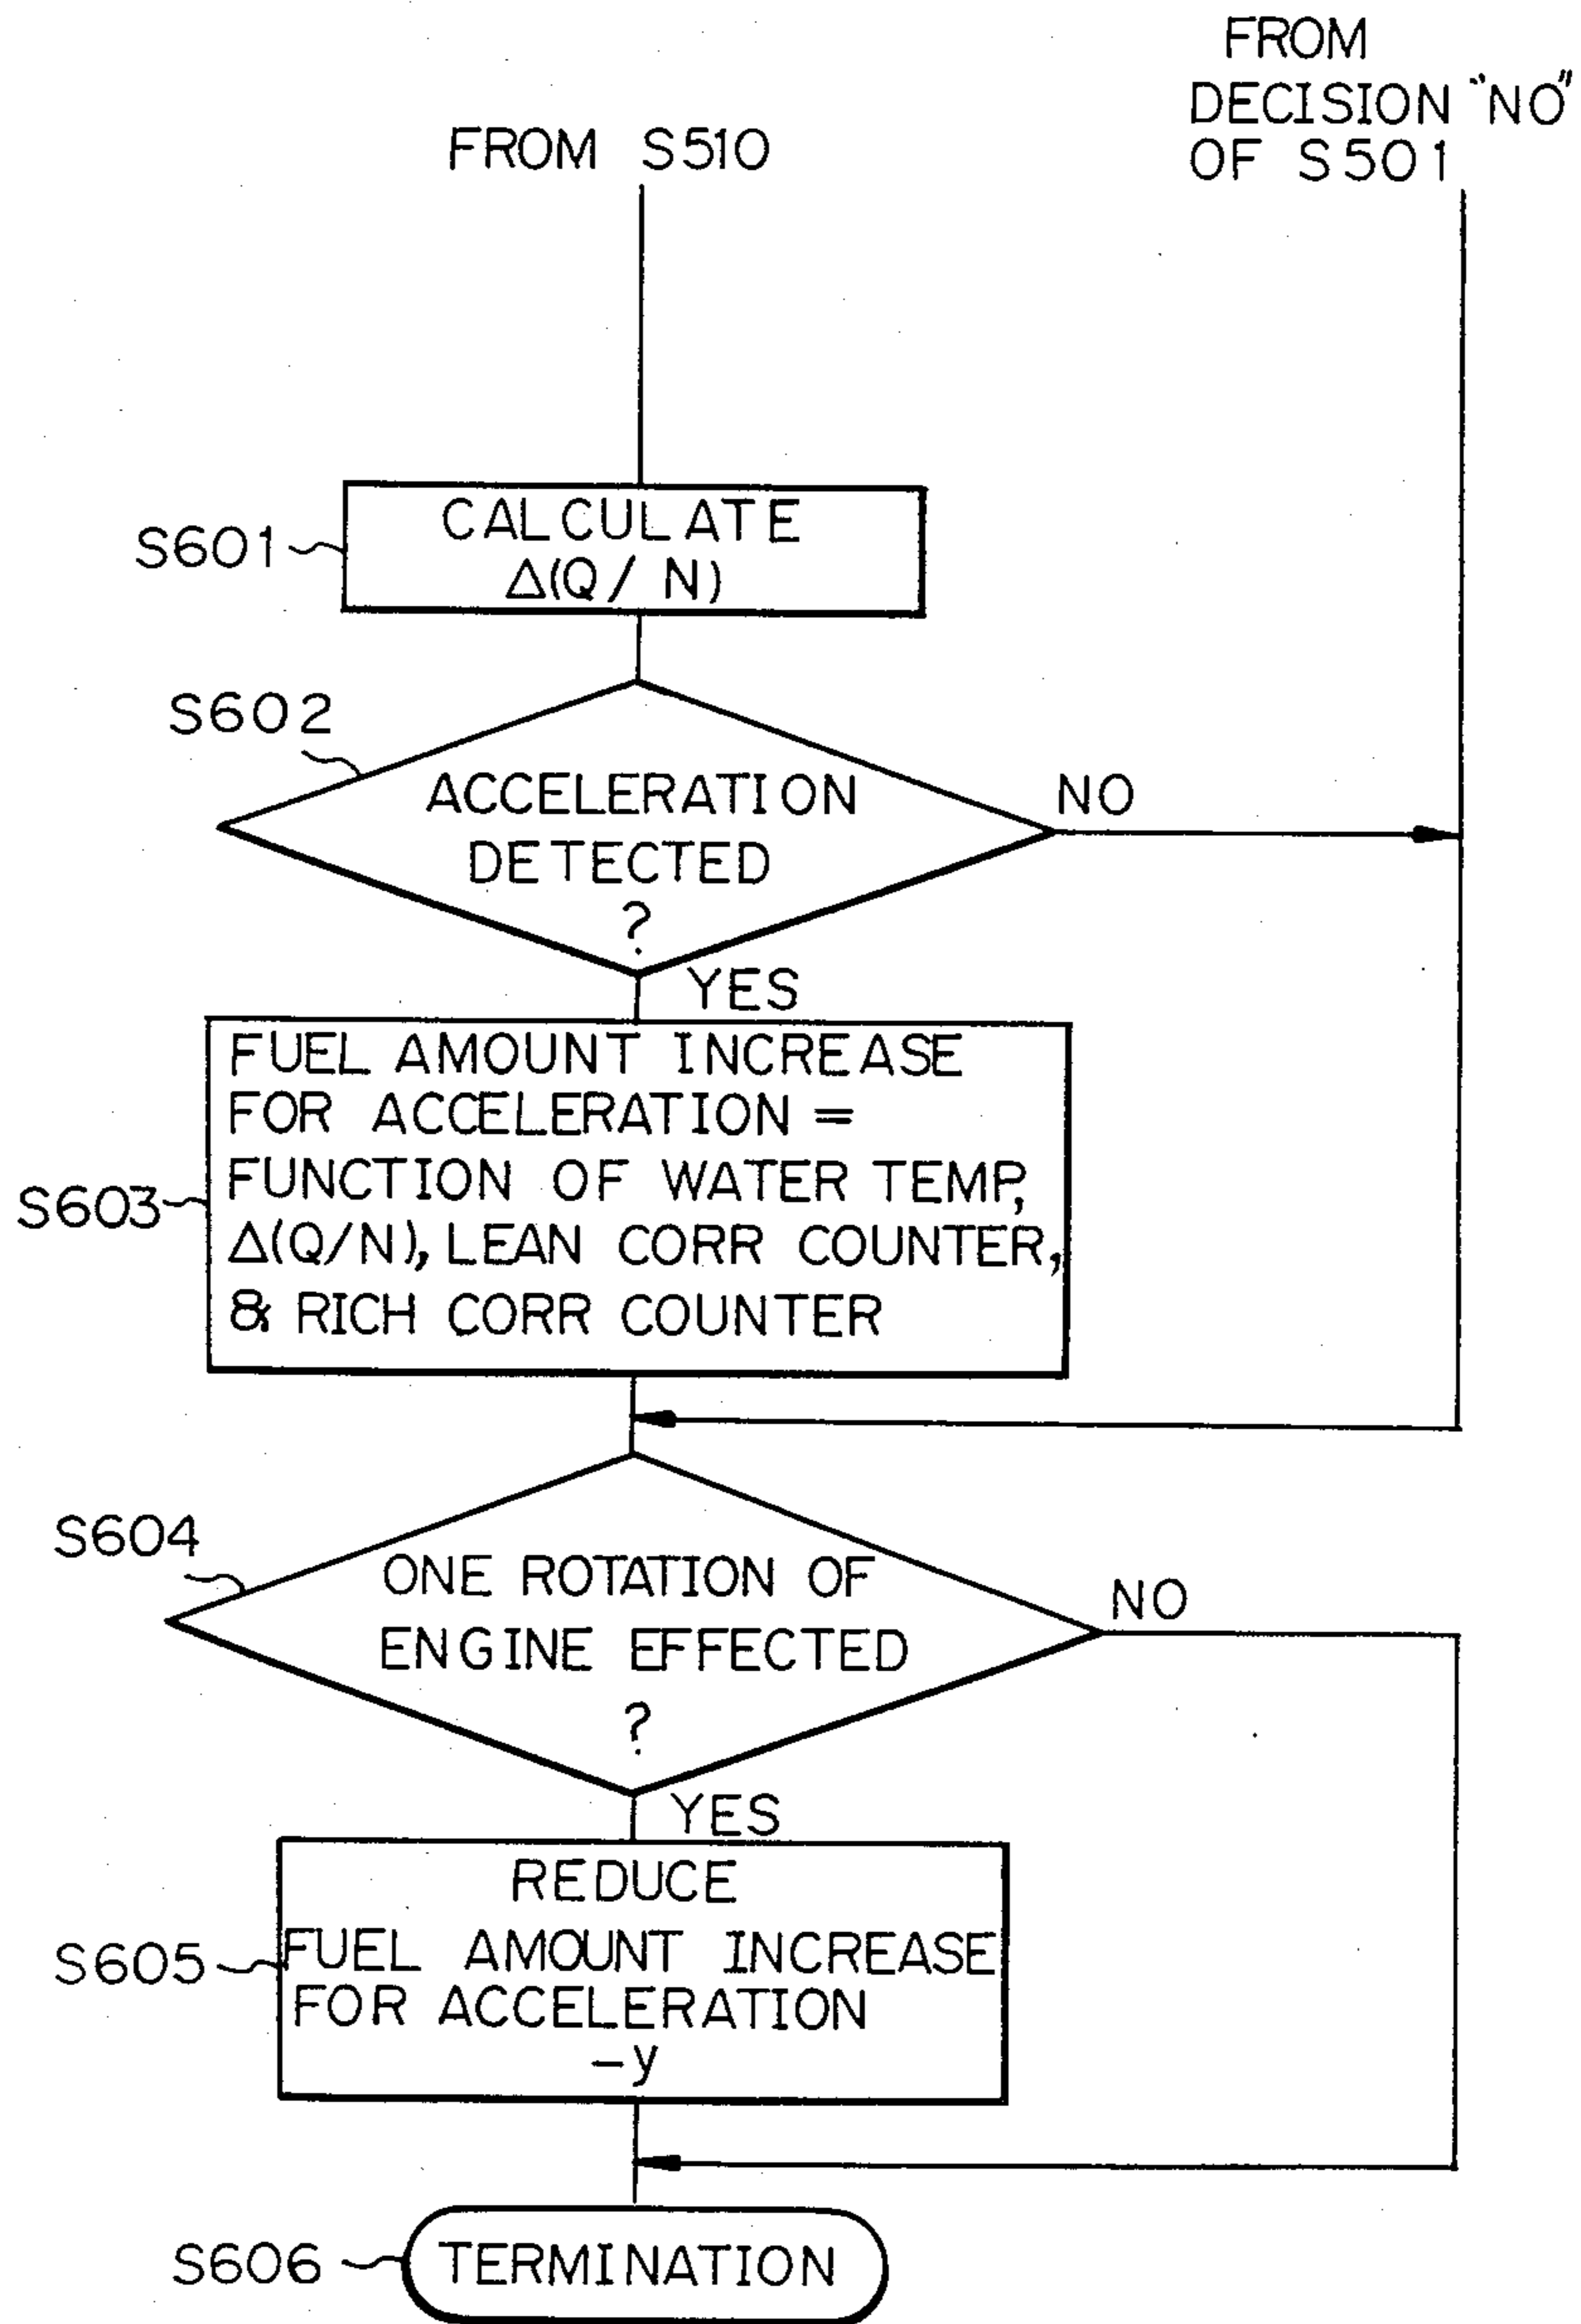 FROM
DECISION "NO"
OF S501
FROM S510
S601
CALCULATE
Δ(Q/N)
S602
ACCELERATION
DETECTED
?
NO
YES
S603
FUEL AMOUNT INCREASE
FOR ACCELERATION =
FUNCTION OF WATER TEMP,
Δ(Q/N), LEAN CORR COUNTER,
& RICH CORR COUNTER
S604
ONE ROTATION OF
ENGINE EFFECTED
?
NO
YES
S605
REDUCE
FUEL AMOUNT INCREASE
FOR ACCELERATION
-y
S606
TERMINATION